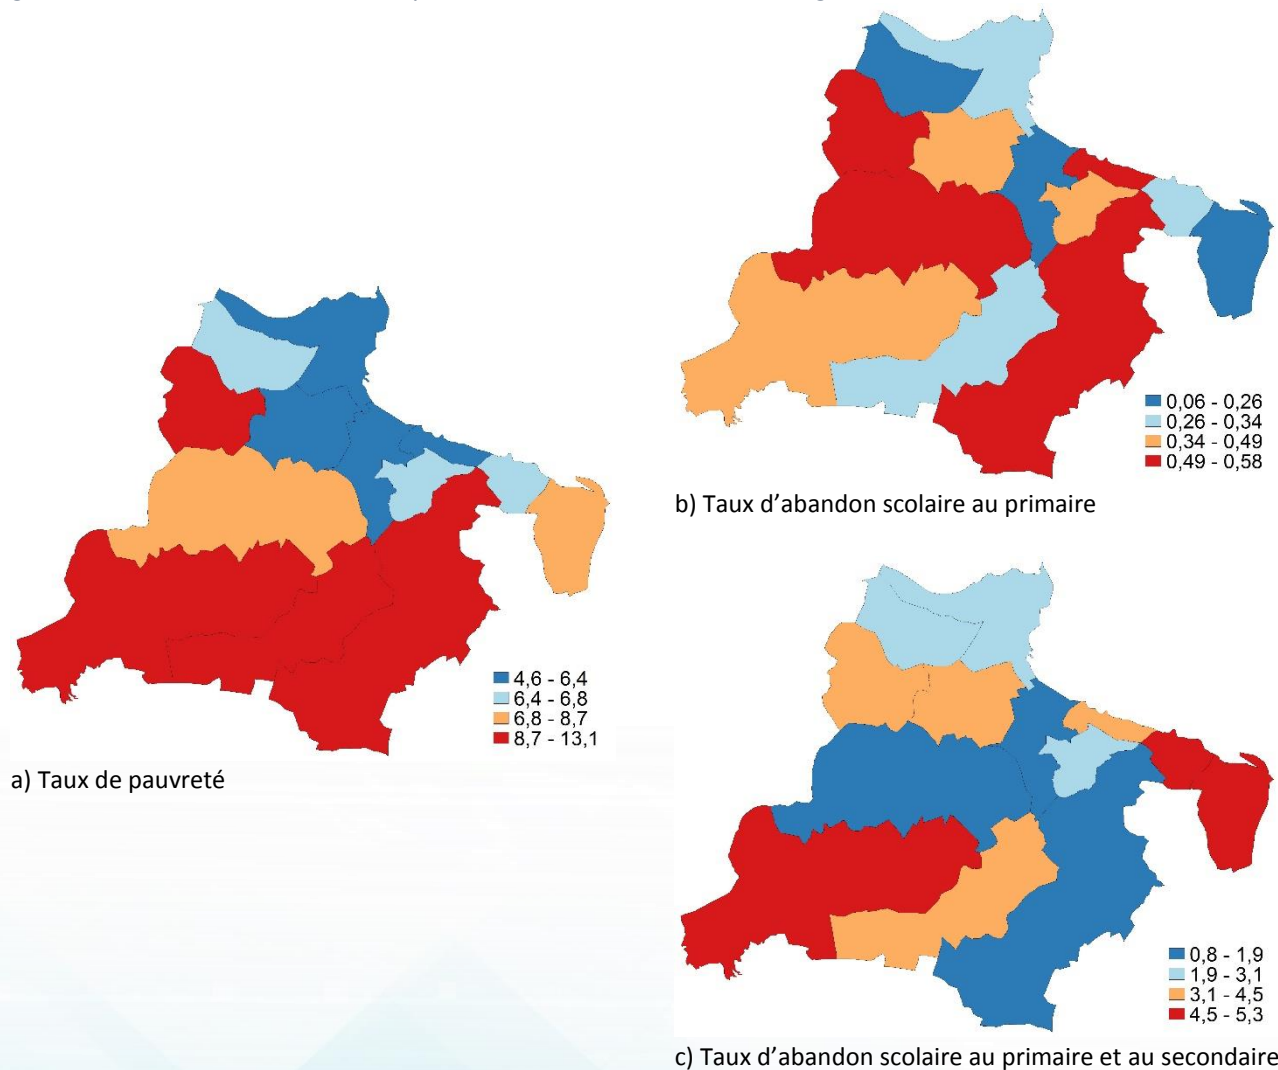 4,6 - 6,4
6,4 - 6,8
6,8 - 8,7
8,7 - 13,1
a) Taux de pauvreté
0,06 - 0,26
0,26 - 0,34
0,34 - 0,49
0,49 - 0,58
b) Taux d’abandon scolaire au primaire
0,8 - 1,9
1,9 - 3,1
3,1 - 4,5
4,5 - 5,3
c) Taux d’abandon scolaire au primaire et au secondaire